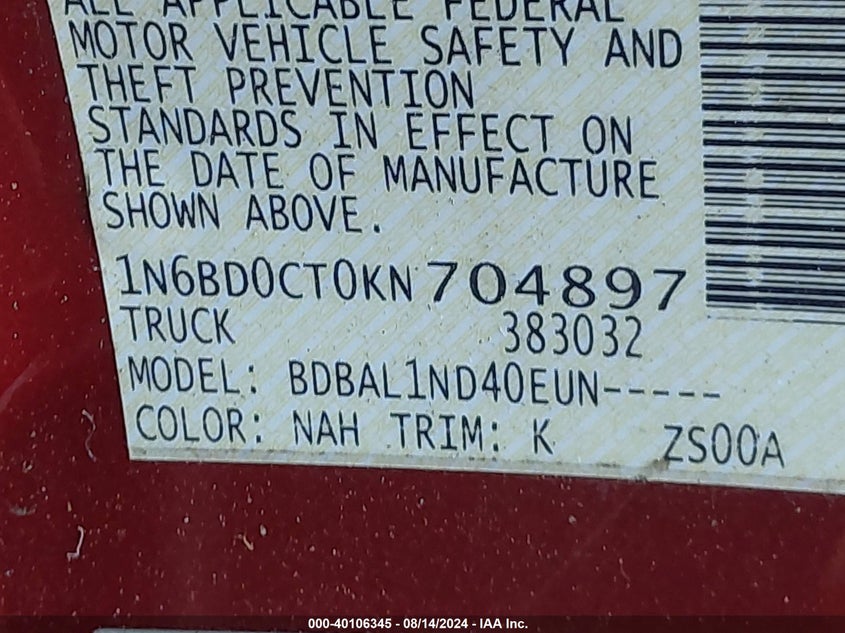 ALL APPLICABLE FEDERAL
MOTOR VEHICLE SAFETY AND
THEFT PREVENTION
STANDARDS IN EFFECT ON
THE DATE OF MANUFACTURE
SHOWN ABOVE.
1N6BD0CT0KN704897
TRUCK 383032
MODEL: BDBAL1ND40EUN-----
COLOR: NAH TRIM: K ZS00A
000-40106345 - 08/14/2024 - IAA Inc.